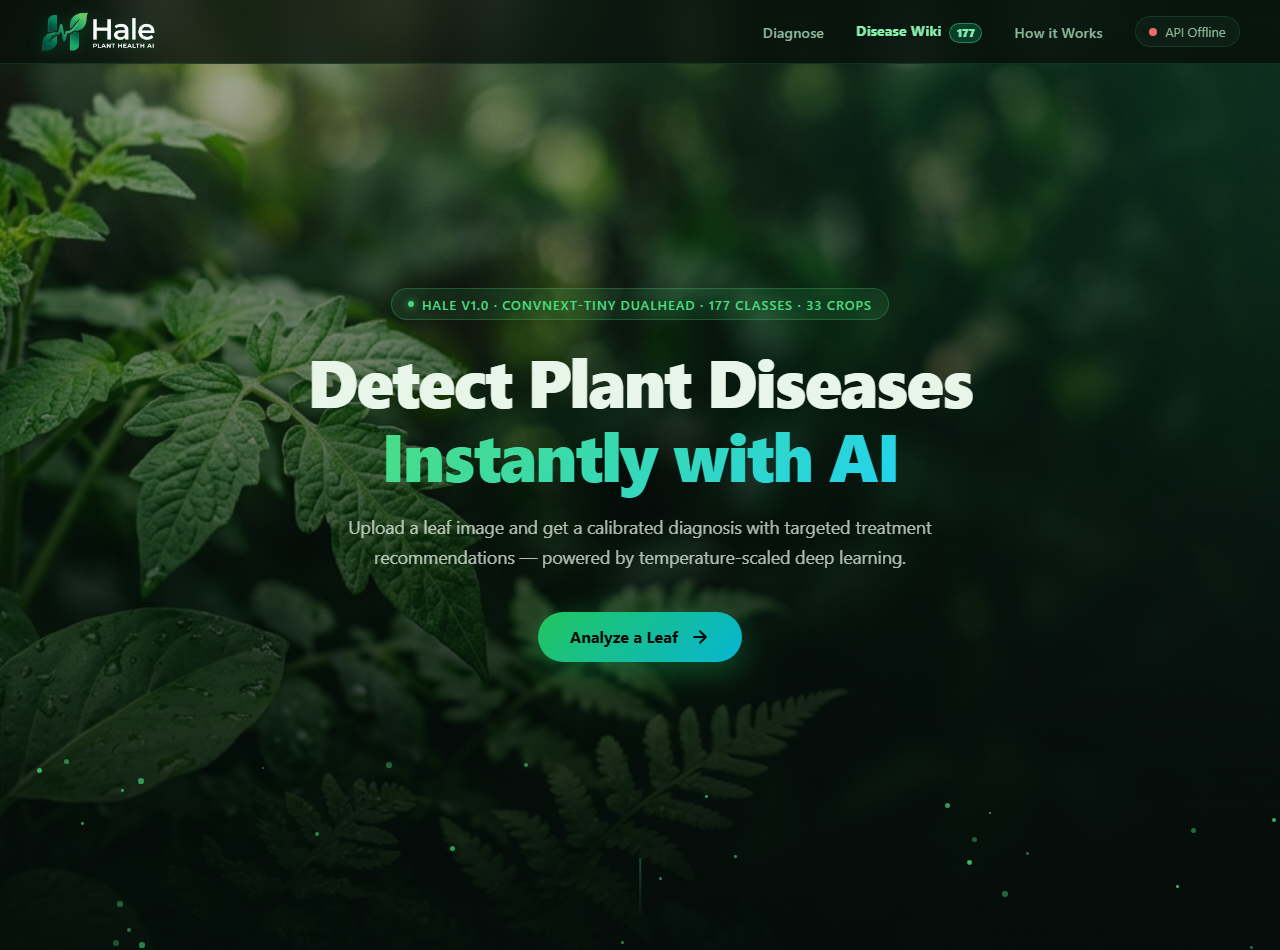 Hale
PLANT HEALTH AI
Diagnose
Disease Wiki 177
How it Works
API Offline
HALE V1.0 · CONVNEXT-TINY DUALHEAD · 177 CLASSES · 33 CROPS
Detect Plant Diseases
Instantly with AI
Upload a leaf image and get a calibrated diagnosis with targeted treatment
recommendations — powered by temperature-scaled deep learning.
Analyze a Leaf →